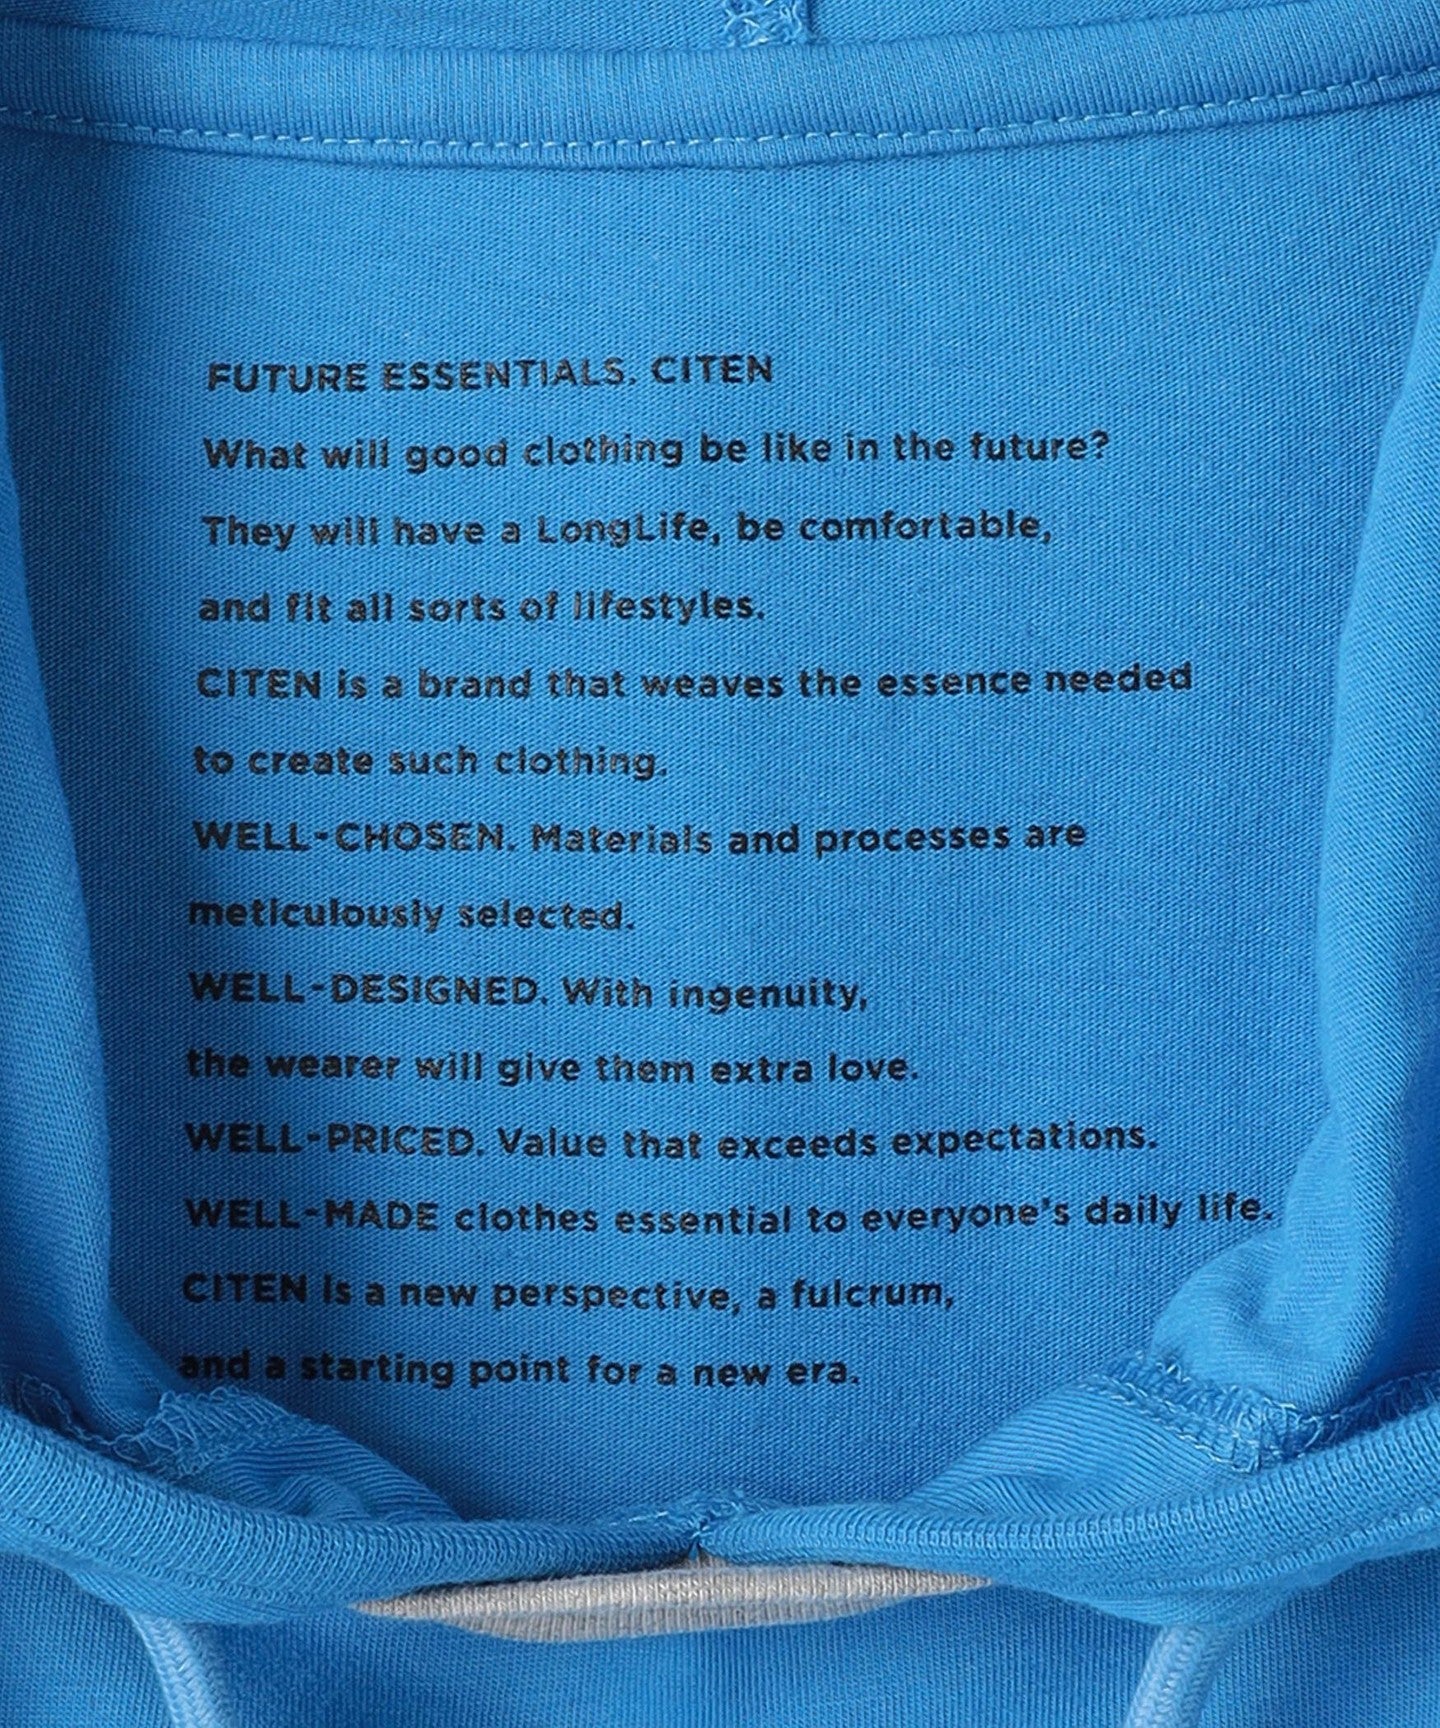 FUTURE ESSENTIALS. CITEN
What will good clothing be like in the future?
They will have a LongLife, be comfortable,
and fit all sorts of lifestyles.
CITEN is a brand that weaves the essence needed
to create such clothing.
WELL-CHOSEN. Materials and processes are
meticulously selected.
WELL-DESIGNED. With ingenuity,
the wearer will give them extra love.
WELL-PRICED. Value that exceeds expectations.
WELL-MADE clothes essential to everyone's daily life.
CITEN is a new perspective, a fulcrum,
and a starting point for a new era.